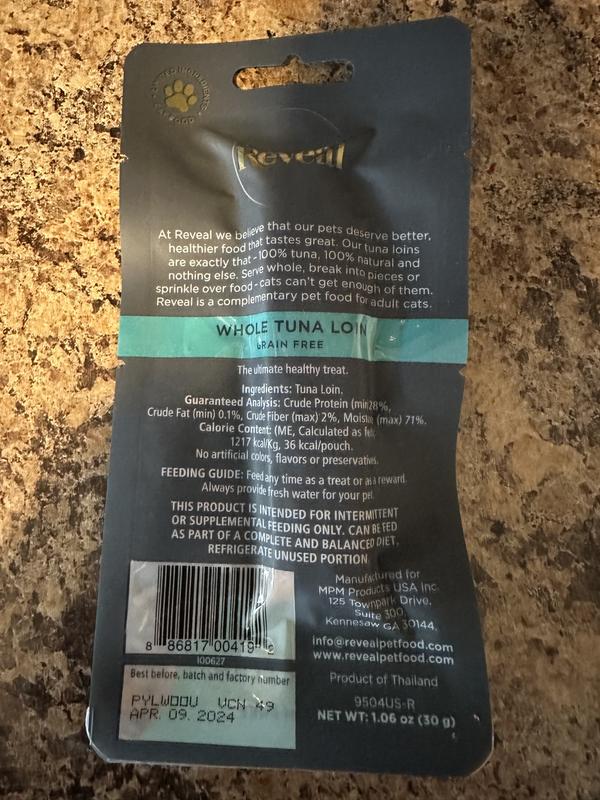 LIMITED INGREDIENTS
CAT FOOD
Reveal
At Reveal we believe that our pets deserve better,
healthier food that tastes great. Our tuna loins
are exactly that -100% tuna, 100% natural and
nothing else. Serve whole, break into pieces or
sprinkle over food - cats can't get enough of them.
Reveal is a complementary pet food for adult cats.
WHOLE TUNA LOIN
GRAIN FREE
The ultimate healthy treat.
Ingredients: Tuna Loin.
Guaranteed Analysis: Crude Protein (min) 28%,
Crude Fat (min) 0.1%, Crude Fiber (max) 2%, Moisture (max) 71%.
Calorie Content: (ME, Calculated as fed)
1217 kcal/Kg, 36 kcal/pouch.
No artificial colors, flavors or preservatives.
FEEDING GUIDE: Feed any time as a treat or as a reward.
Always provide fresh water for your pet.
THIS PRODUCT IS INTENDED FOR INTERMITTENT
OR SUPPLEMENTAL FEEDING ONLY. CAN BE FED
AS PART OF A COMPLETE AND BALANCED DIET,
REFRIGERATE UNUSED PORTION.
8 86817 00419 2
100627
Best before, batch and factory number
PYLWOOU VCN 49
APR. 09. 2024
Manufactured for
MPM Products USA Inc.
125 Townpark Drive,
Suite 300,
Kennesaw GA 30144.
info@revealpetfood.com
www.revealpetfood.com
Product of Thailand
9504US-R
NET WT: 1.06 oz (30 g)